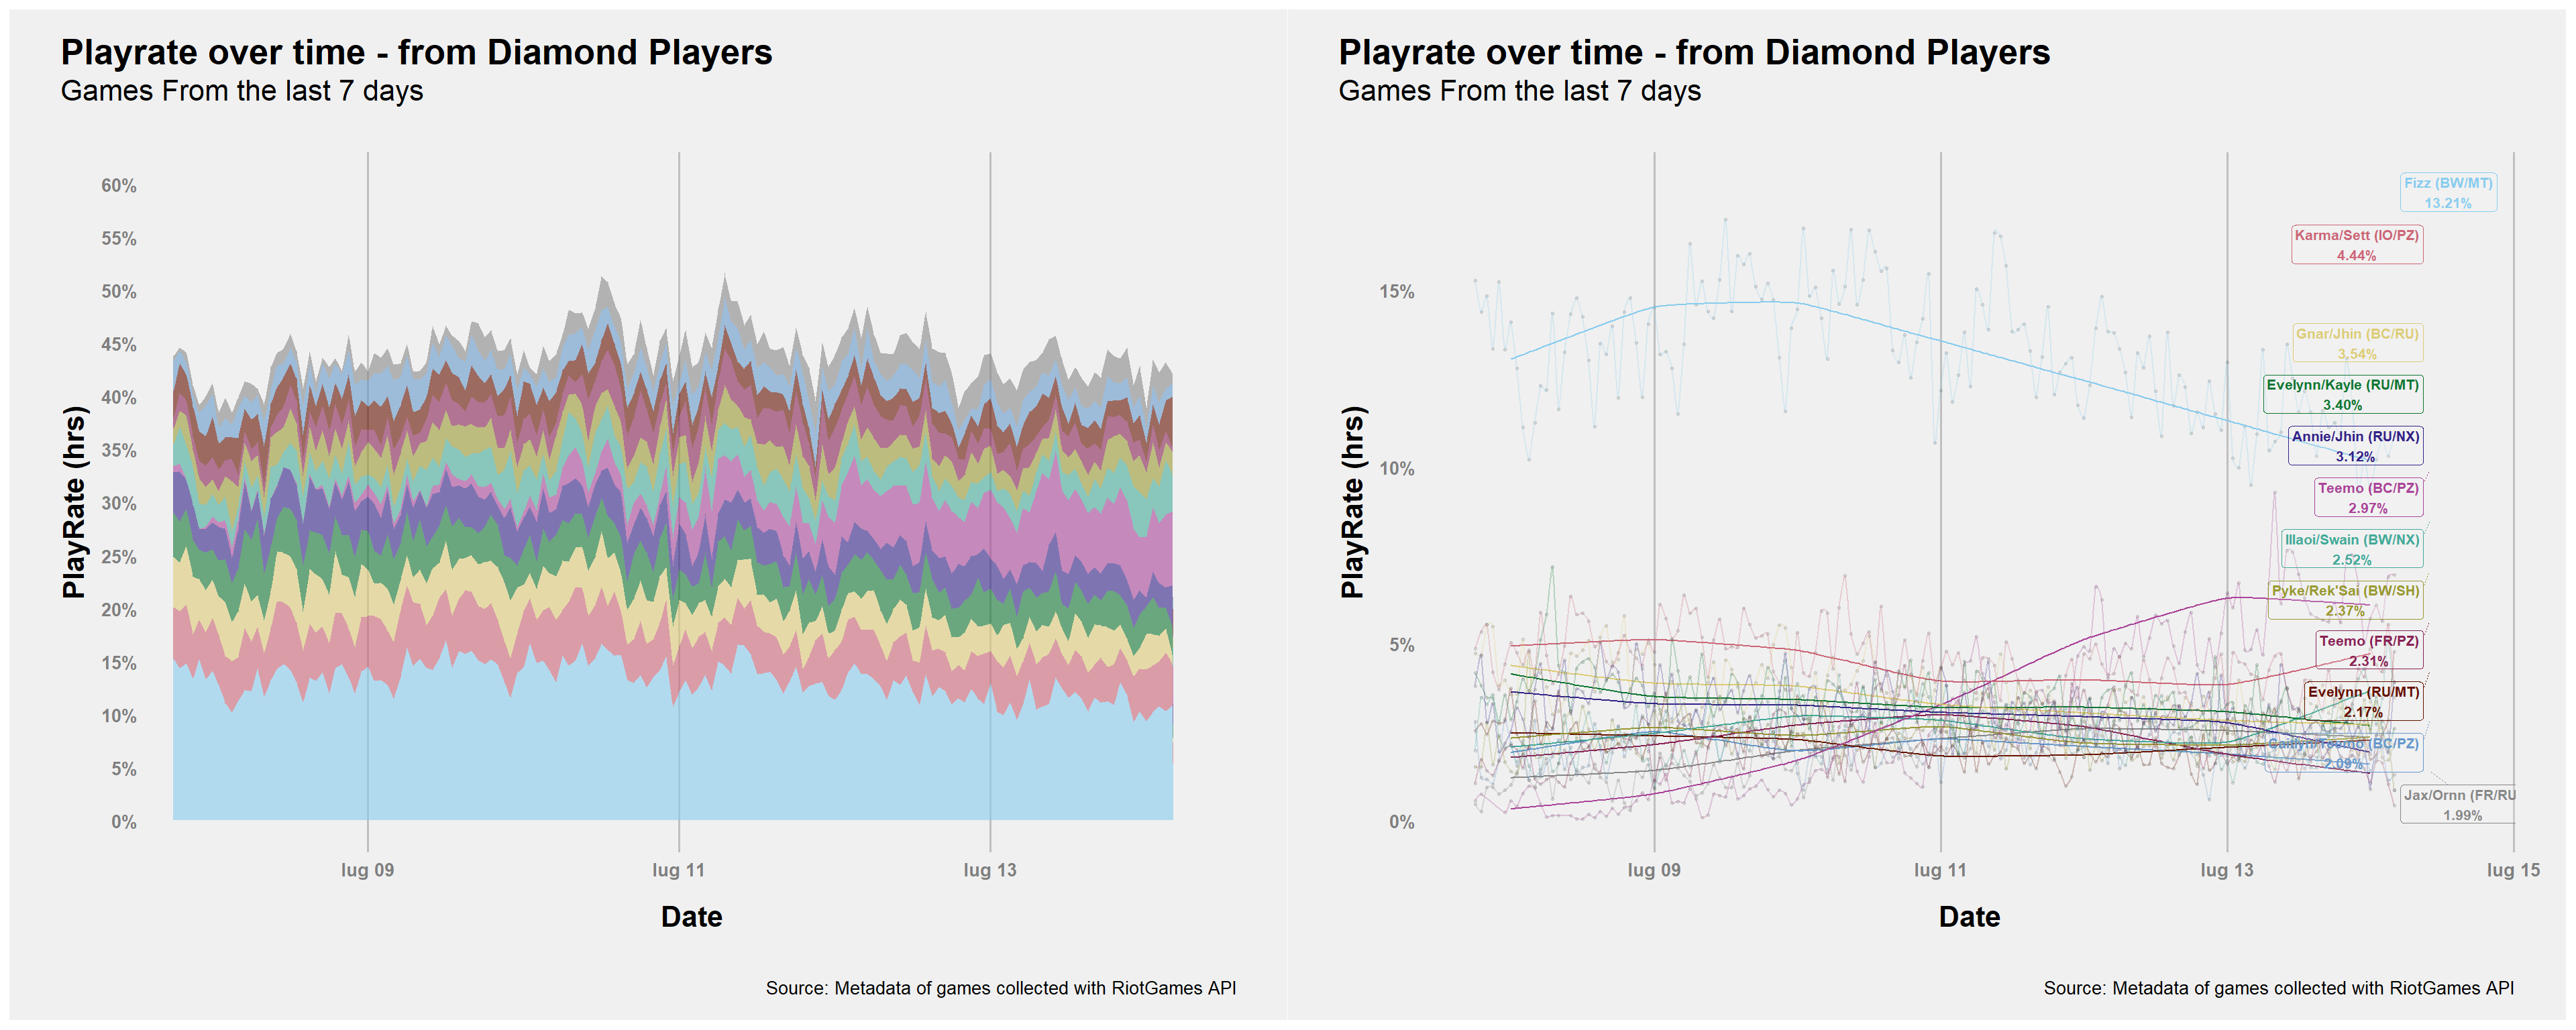 Playrate over time - from Diamond Players
Games From the last 7 days
60%
55%
50%
45%
40%
35%
30%
25%
20%
15%
10%
5%
0%
PlayRate (hrs)
lug 09
lug 11
lug 13
Date
Source: Metadata of games collected with RiotGames API
Playrate over time - from Diamond Players
Games From the last 7 days
15%
10%
5%
0%
PlayRate (hrs)
Fizz (BW/MT)
13.21%
Karma/Sett (IO/PZ)
4.44%
Gnar/Jhin (BC/RU)
3.54%
Evelynn/Kayle (RU/MT)
3.40%
Annie/Jhin (RU/NX)
3.12%
Teemo (BC/PZ)
2.97%
Illaoi/Swain (BW/NX)
2.52%
Pyke/Rek'Sai (BW/SH)
2.37%
Teemo (FR/PZ)
2.31%
Evelynn (RU/MT)
2.17%
Caitlyn/Teemo (BC/PZ)
2.09%
Jax/Ornn (FR/RU
1.99%
lug 09
lug 11
lug 13
lug 15
Date
Source: Metadata of games collected with RiotGames API